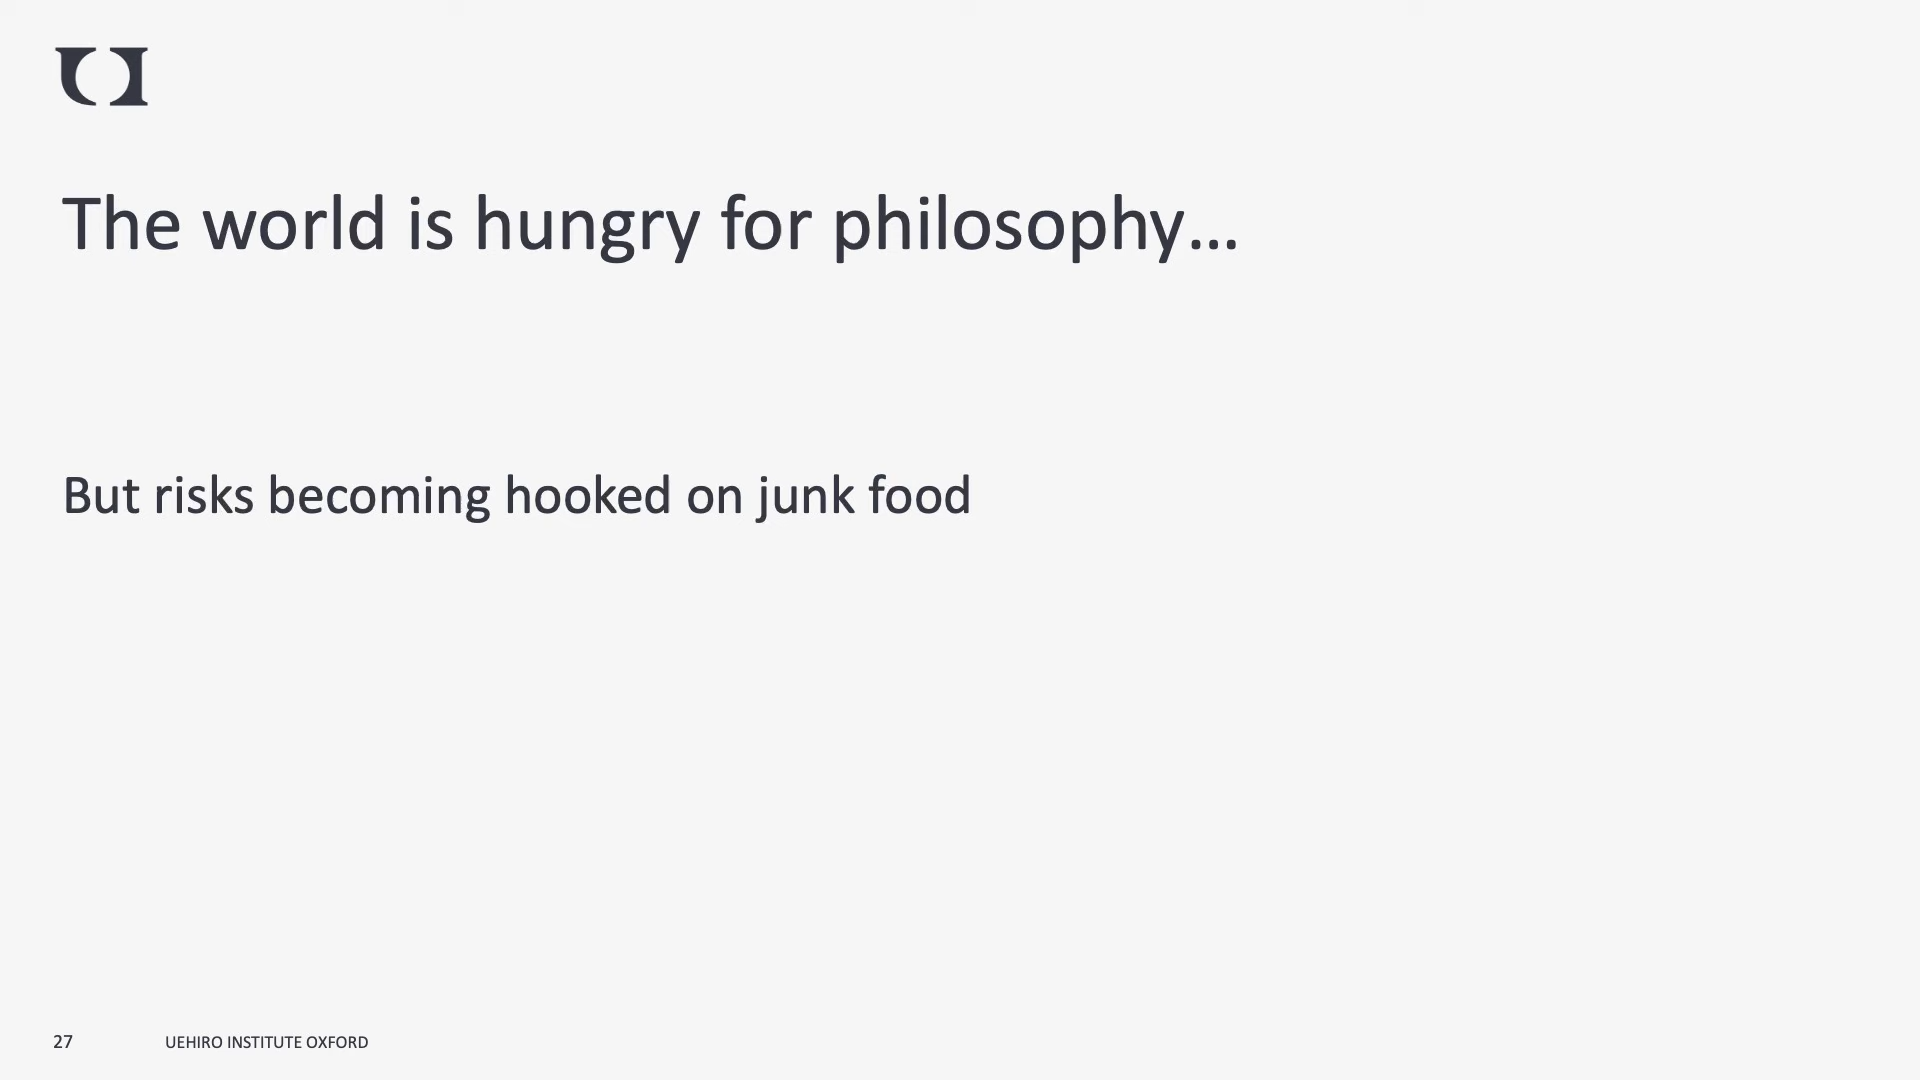 The world is hungry for philosophy...
But risks becoming hooked on junk food
27
UEHIRO INSTITUTE OXFORD